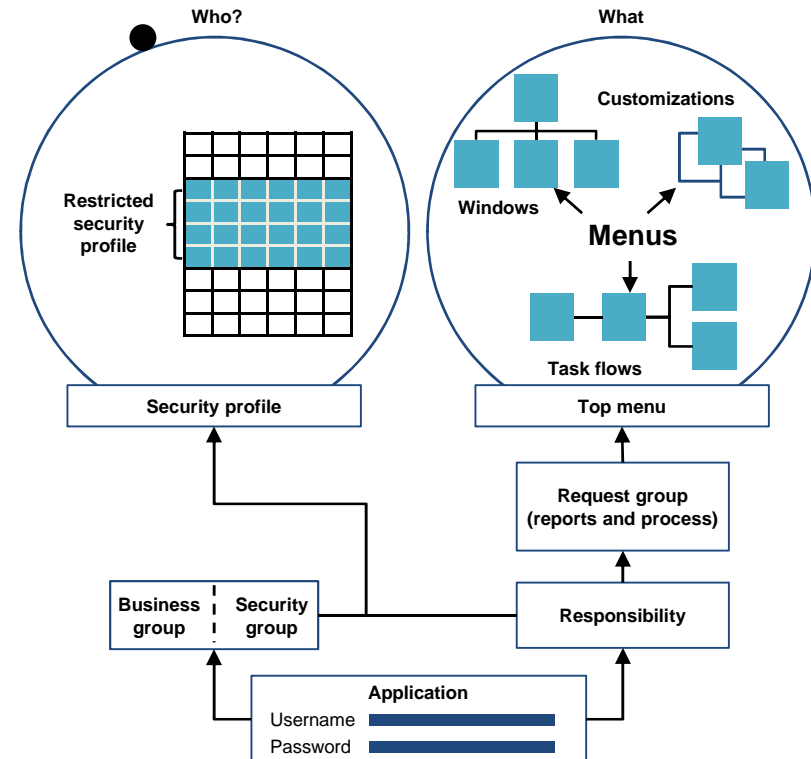 Who?
What
Customizations
Restricted
security
profile
Windows
Menus
Task flows
Security profile
Top menu
Request group
(reports and process)
Business
group
Security
group
Responsibility
Application
Username
Password